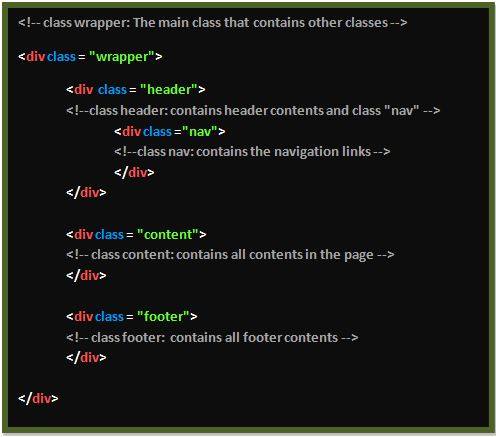 <!-- class wrapper: The main class that contains other classes -->
<div class = "wrapper">
<div class = "header">
<!--class header: contains header contents and class "nav" -->
<div class ="nav">
<!--class nav: contains the navigation links -->
</div>
</div>
<div class = "content">
<!-- class content: contains all contents in the page -->
</div>
<div class = "footer">
<!-- class footer: contains all footer contents -->
</div>
</div>